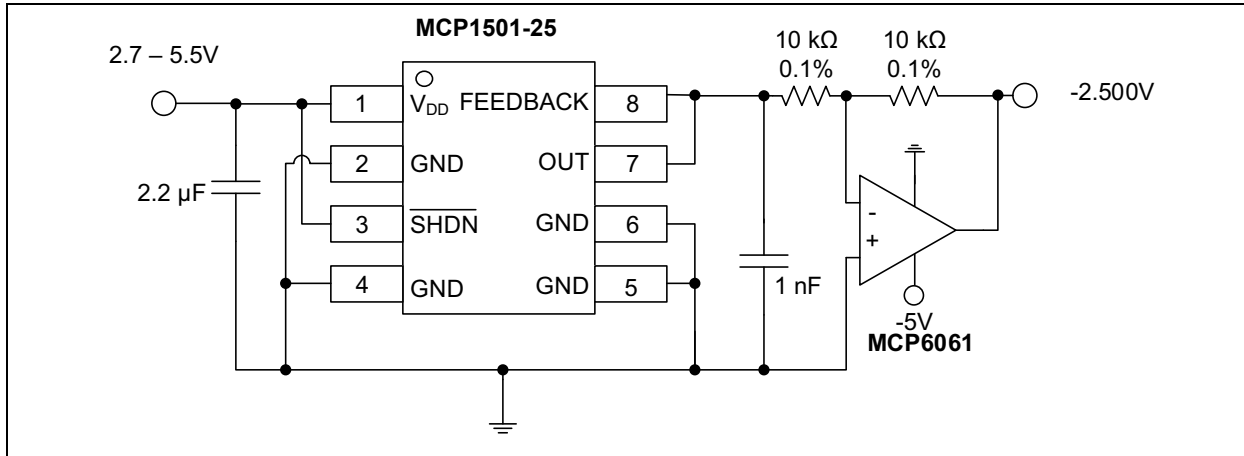 MCP1501-25
10 kΩ
0.1%
10 kΩ
0.1%
2.7 – 5.5V
-2.500V
1
VDD
FEEDBACK
8
2
GND
OUT
7
2.2 µF
3
SHDN
GND
6
-
+
4
GND
GND
5
1 nF
-5V
MCP6061